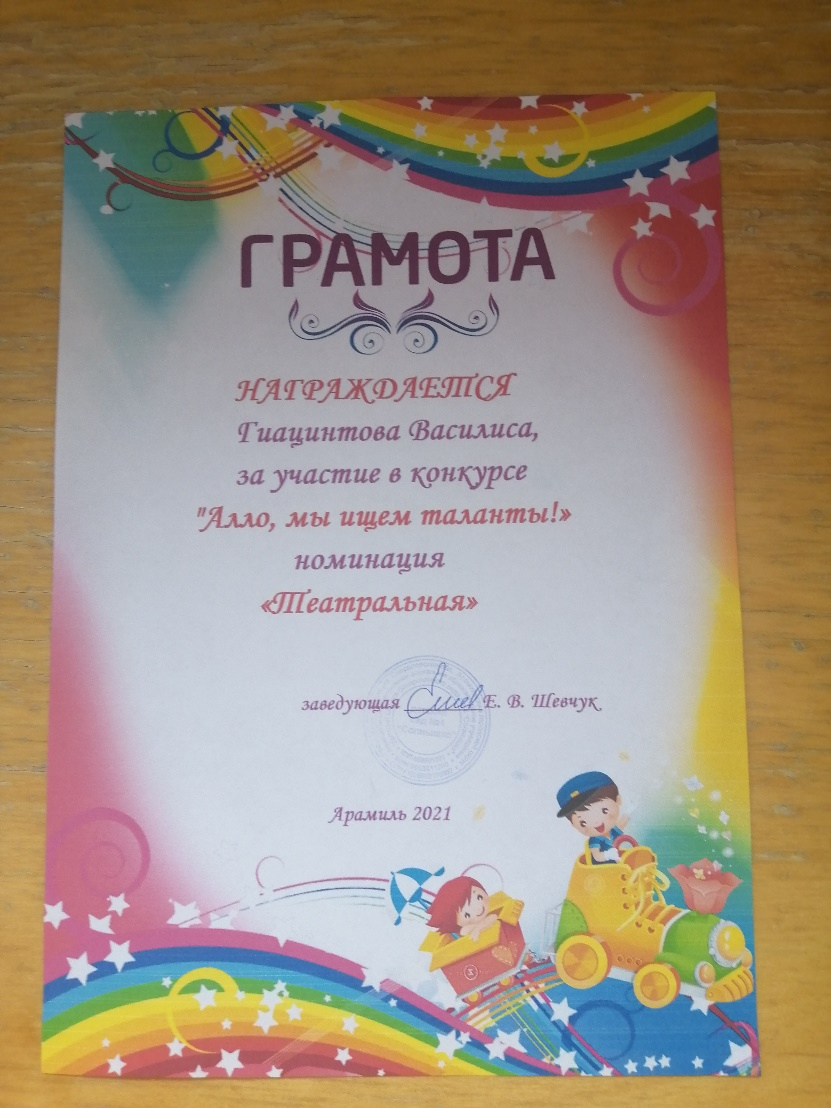 ГРАМОТА
НАГРАЖДАЕТСЯ
Гиацинтова Василиса,
за участие в конкурсе
"Алло, мы ищем таланты!»
номинация
«Театральная»
заведующая Е. В. Шевчук
Арамиль 2021